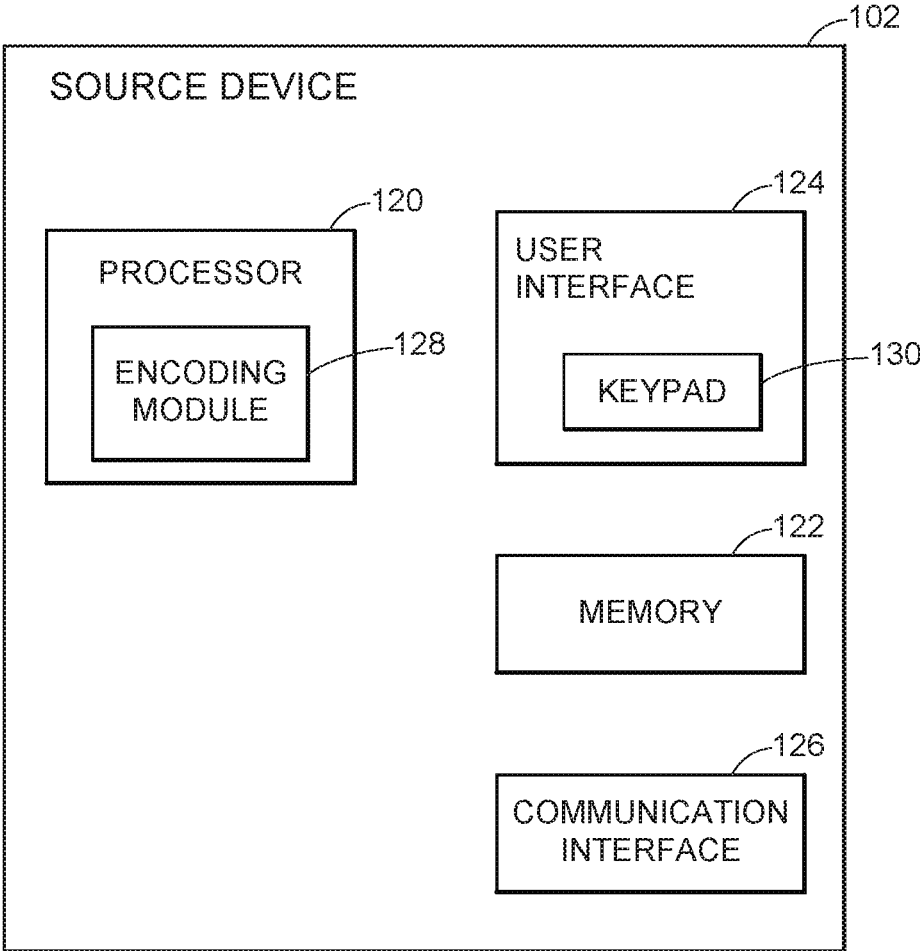 102
SOURCE DEVICE
120
PROCESSOR
128
ENCODING
MODULE
124
USER
INTERFACE
130
KEYPAD
122
MEMORY
126
COMMUNICATION
INTERFACE